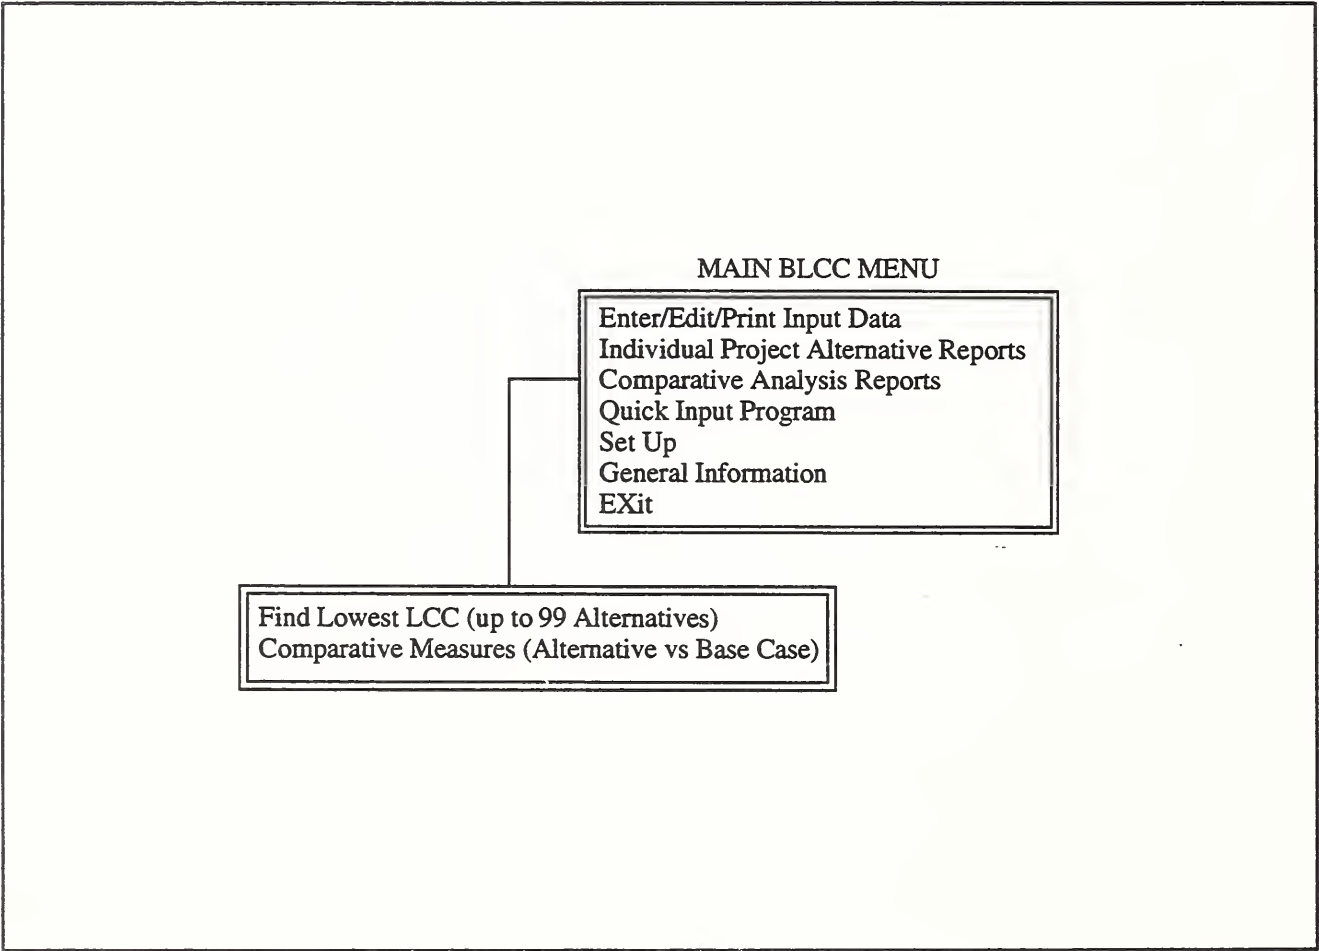 MAIN BLCC MENU
Enter/Edit/Print Input Data
Individual Project Alternative Reports
Comparative Analysis Reports
Quick Input Program
Set Up
General Information
EXit
Find Lowest LCC (up to 99 Alternatives)
Comparative Measures (Alternative vs Base Case)